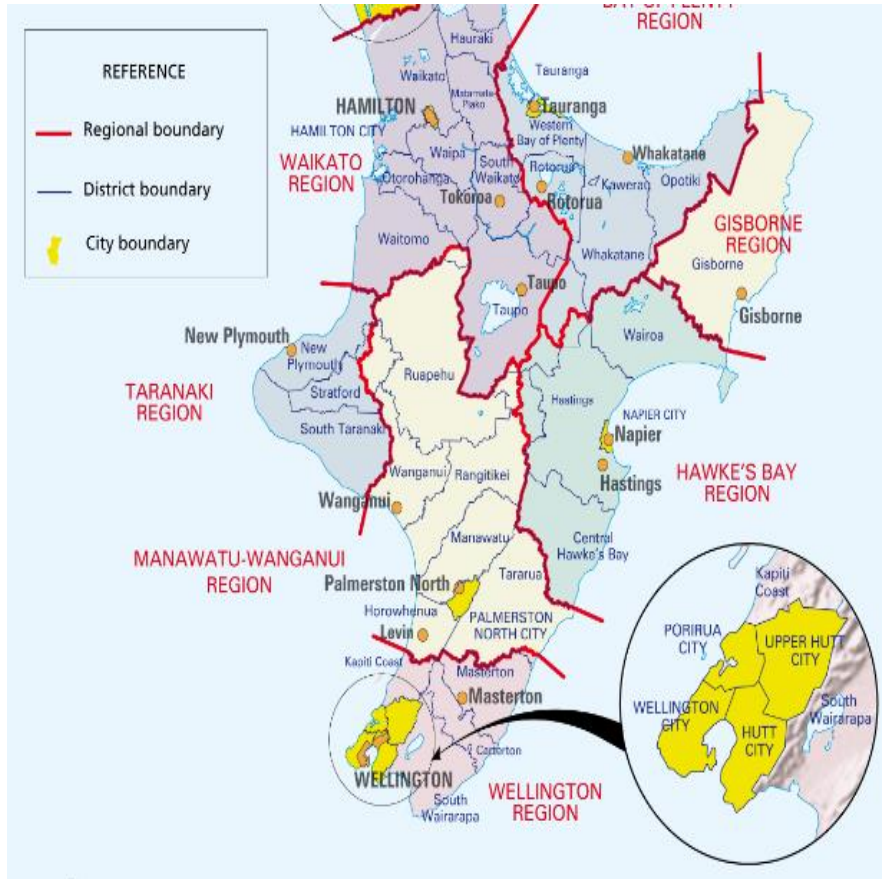 BAY OF PLENTY
REGION
REFERENCE
Regional boundary
District boundary
City boundary
Hauraki
Waikato
Matamata-
Piako
HAMILTON
HAMILTON CITY
WAIKATO
REGION
Waipa
South
Waikato
Otorohanga
Tokoroa
Waitomo
Taupo
Taupo
Tauranga
Tauranga
Western
Bay of Plenty
Whakatane
Rotorua
Kawerau
Opotiki
Rotorua
Whakatane
GISBORNE
REGION
Gisborne
Gisborne
New Plymouth
New
Plymouth
TARANAKI
REGION
Stratford
South Taranaki
Ruapehu
Wairoa
Hastings
NAPIER CITY
Napier
Hastings
HAWKE'S BAY
REGION
Wanganui
Rangitikei
Wanganui
Manawatu
Central
Hawke's Bay
MANAWATU-WANGANUI
REGION
Palmerston North
Tararua
Horowhenua
PALMERSTON
NORTH CITY
Levin
Kapiti Coast
Masterton
Masterton
Carterton
WELLINGTON
South
Wairarapa
WELLINGTON
REGION
Kapiti
Coast
PORIRUA
CITY
UPPER HUTT
CITY
WELLINGTON
CITY
HUTT
CITY
South
Wairarapa